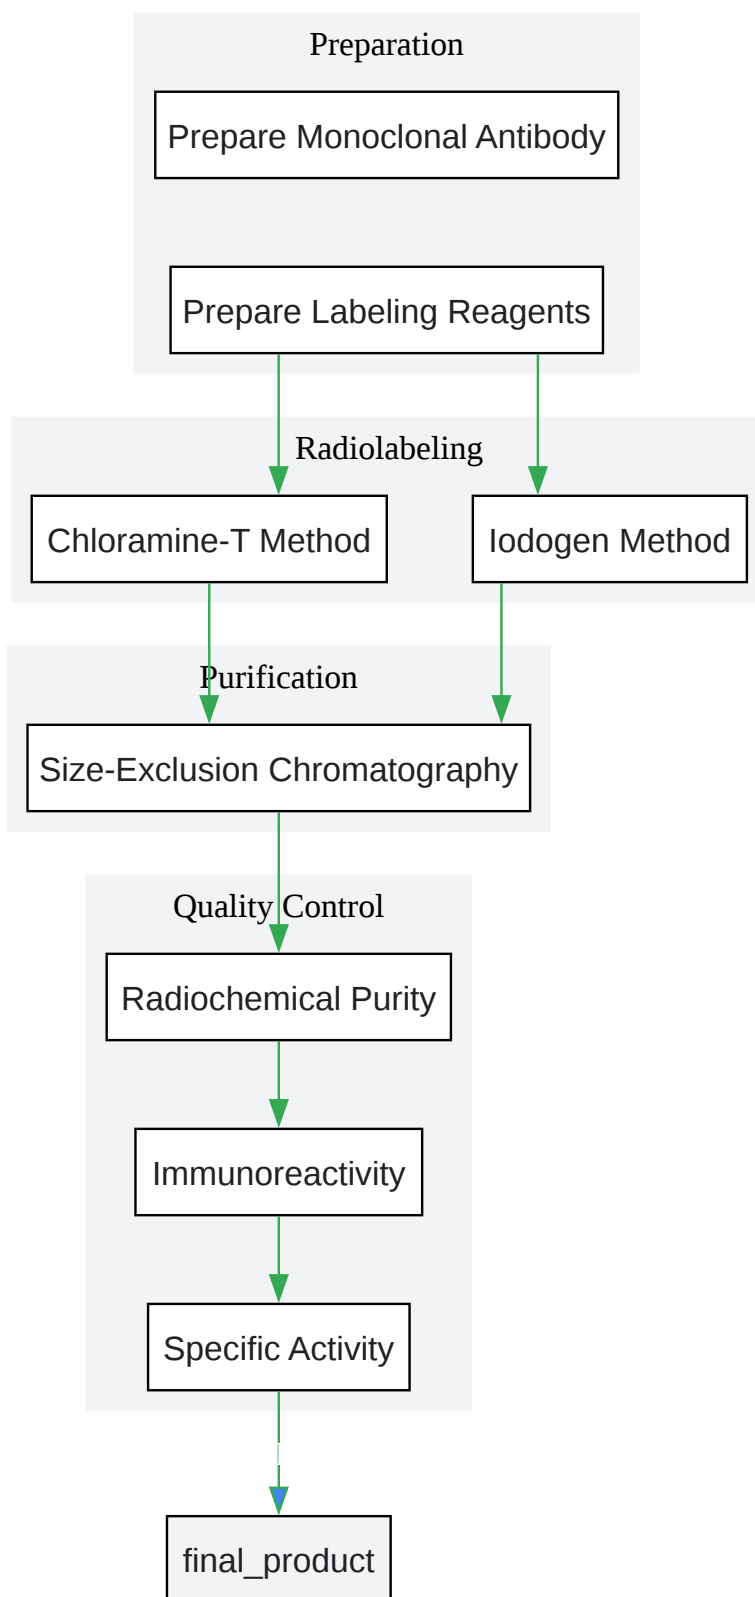 Preparation
Prepare Monoclonal Antibody
Prepare Labeling Reagents
Radiolabeling
Chloramine-T Method
Iodogen Method
Purification
Size-Exclusion Chromatography
Quality Control
Radiochemical Purity
Immunoreactivity
Specific Activity
final_product